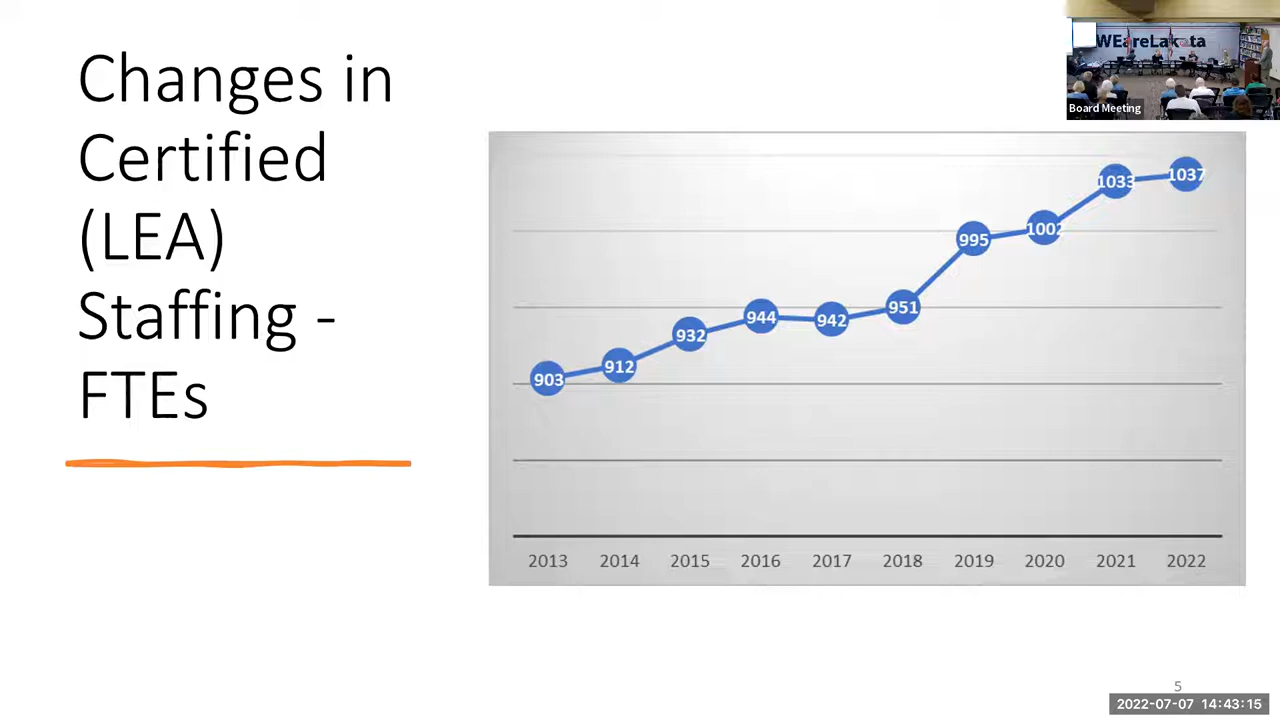 Changes in
Certified
(LEA)
Staffing -
FTEs
WEareLakota
Board Meeting
903
912
932
944
942
951
995
1002
1033
1037
2013 2014 2015 2016 2017 2018 2019 2020 2021 2022
5
2022-07-07 14:43:15